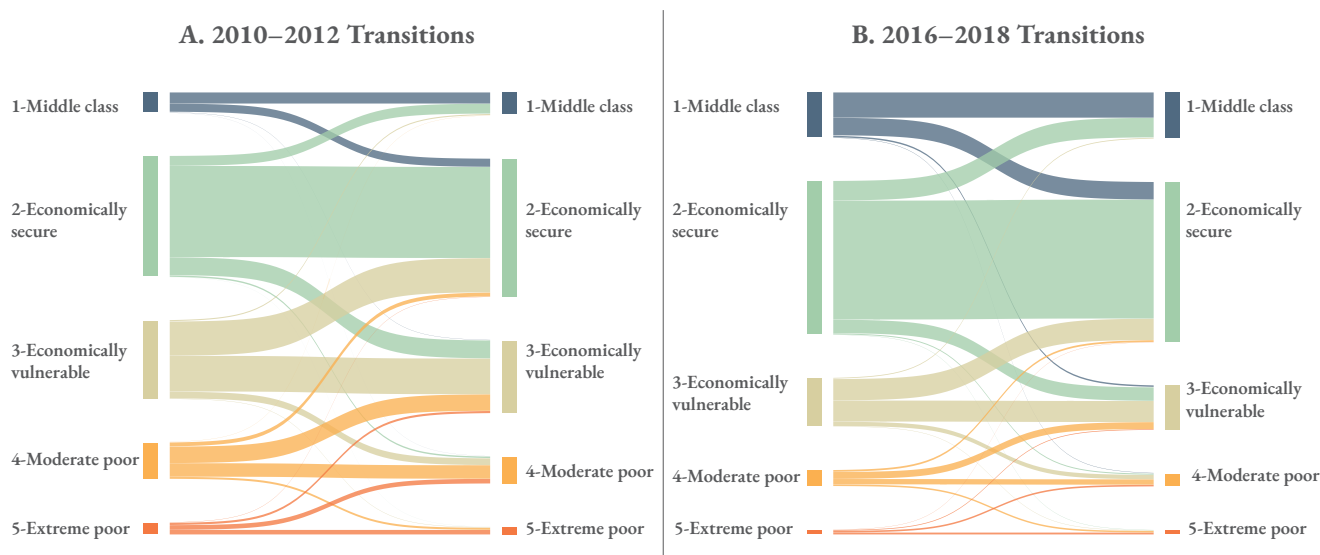 A. 2010–2012 Transitions
1-Middle class
2-Economically
secure
3-Economically
vulnerable
4-Moderate poor
5-Extreme poor
1-Middle class
2-Economically
secure
3-Economically
vulnerable
4-Moderate poor
5-Extreme poor
B. 2016–2018 Transitions
1-Middle class
2-Economically
secure
3-Economically
vulnerable
4-Moderate poor
5-Extreme poor
1-Middle class
2-Economically
secure
3-Economically
vulnerable
4-Moderate poor
5-Extreme poor